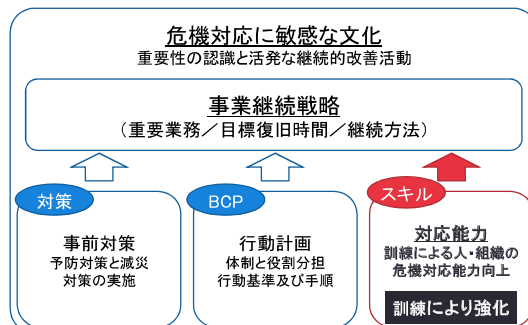 危機対応に敏感な文化
重要性の認識と活発な継続的改善活動
事業継続戦略
（重要業務／目標復旧時間／継続方法）
対策
事前対策
予防対策と減災
対策の実施
BCP
行動計画
体制と役割分担
行動基準及び手順
スキル
対応能力
訓練による人・組織の
危機対応能力向上
訓練により強化